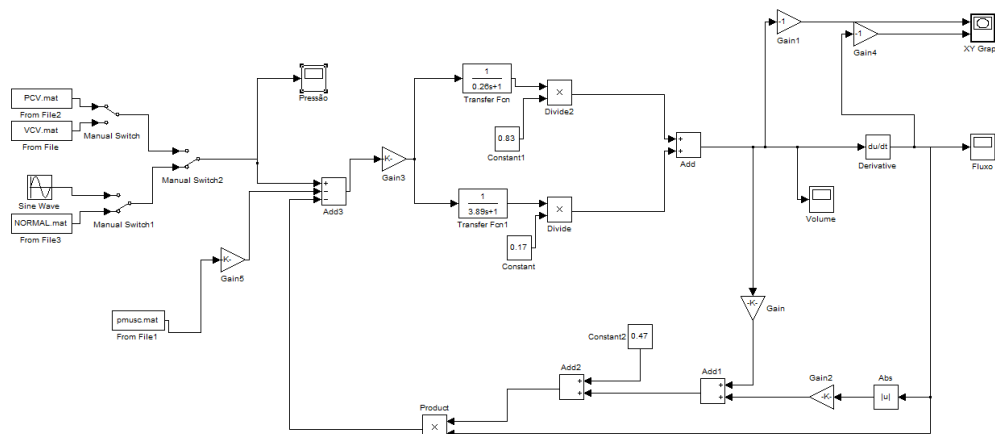 PCV.mat
From File2
VCV.mat
From File
Manual Switch
Manual Switch2
Sine Wave
NORMAL.mat
From File3
Manual Switch1
Pressão
+
−
−
Add3
-K-
Gain3
-K-
Gain5
pmusc.mat
From File1
1
0.26s+1
Transfer Fcn
0.83
Constant1
×
Divide2
1
3.89s+1
Transfer Fcn1
0.17
Constant
×
Divide
+
+
Add
-1
Gain1
-1
Gain4
XY Grap
du/dt
Derivative
Fluxo
Volume
-K-
Gain
Constant2
0.47
Add2
+
+
Add1
+
+
Gain2
-K-
Abs
|u|
Product
×